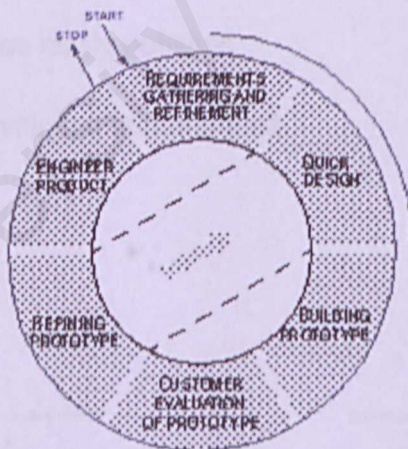 START
STOP
REQUIREMENTS
GATHERING AND
REFINEMENT
QUICK
DESIGN
BUILDING
PROTOTYPE
CUSTOMER
EVALUATION
OF PROTOTYPE
REFINING
PROTOTYPE
ENGINEER
PRODUCT